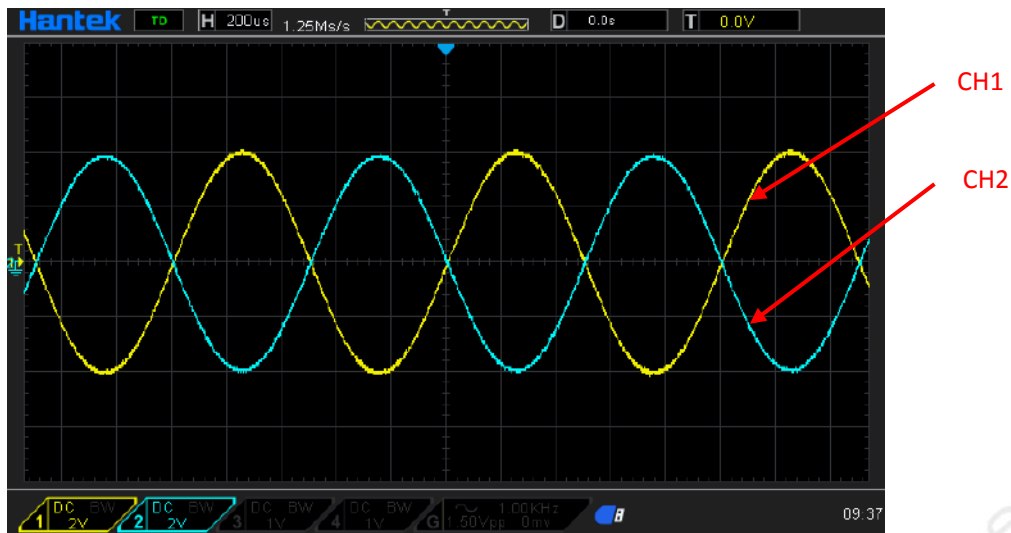 Hantek TD H 200us 1.25Ms/s T D 0.0s T 0.0V
CH1
CH2
T
1 DC BW 2V 2 DC BW 2V 3 DC BW 1V 4 DC BW 1V G 1.00KHz 1.50Vpp 0mv 09:37